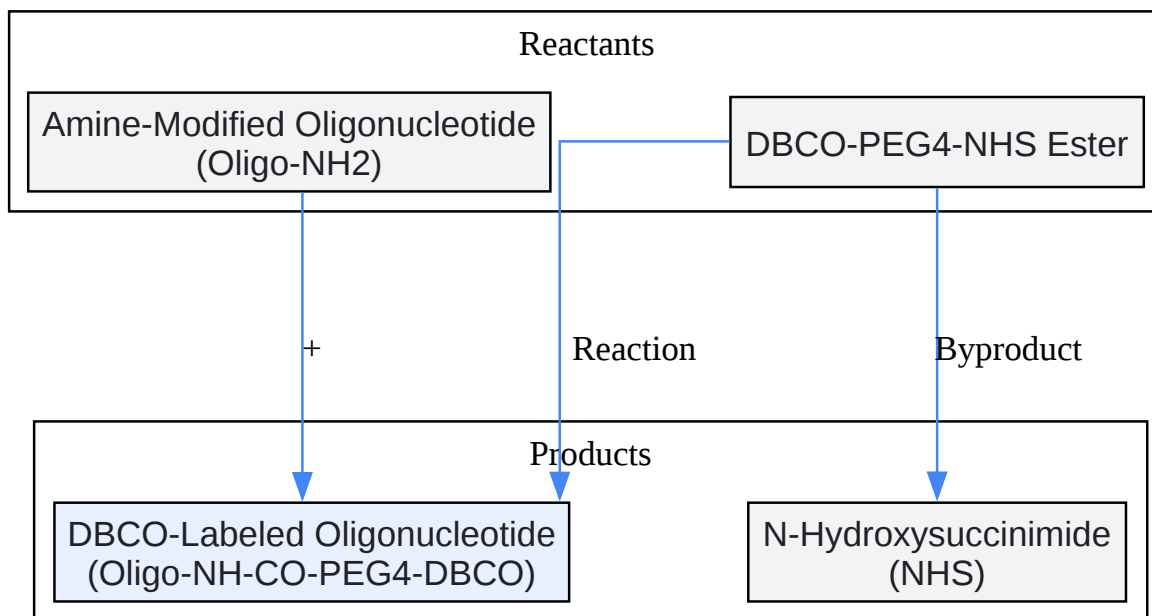 Reactants
Amine-Modified Oligonucleotide
(Oligo-NH2)
DBCO-PEG4-NHS Ester
+
Reaction
Byproduct
Products
DBCO-Labeled Oligonucleotide
(Oligo-NH-CO-PEG4-DBCO)
N-Hydroxysuccinimide
(NHS)